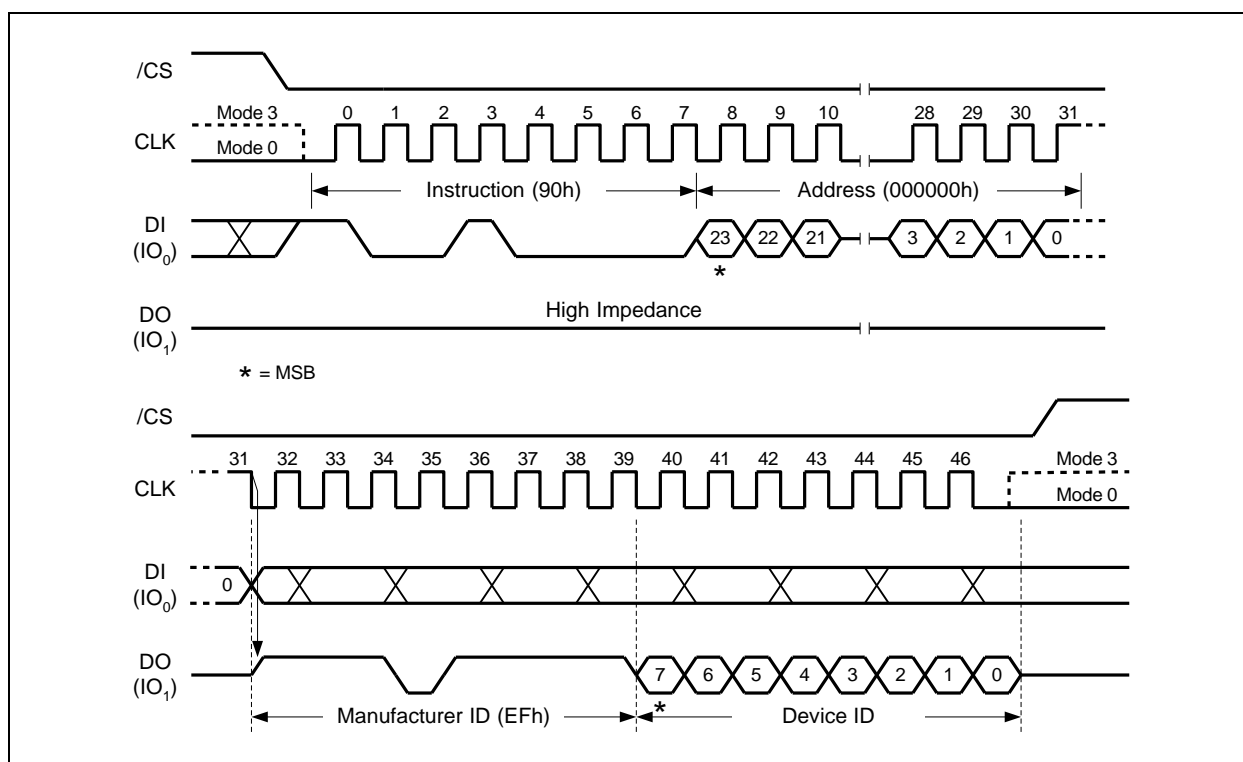 /CS
Mode 3 0 1 2 3 4 5 6 7 8 9 10 28 29 30 31
CLK
Mode 0
Instruction (90h) Address (000000h)
DI
(IO0) 23 22 21 3 2 1 0
*
High Impedance
DO
(IO1)
* = MSB
/CS
31 32 33 34 35 36 37 38 39 40 41 42 43 44 45 46 Mode 3
CLK
Mode 0
DI
(IO0) 0
DO
(IO1) 7 6 5 4 3 2 1 0
*
Manufacturer ID (EFh) Device ID